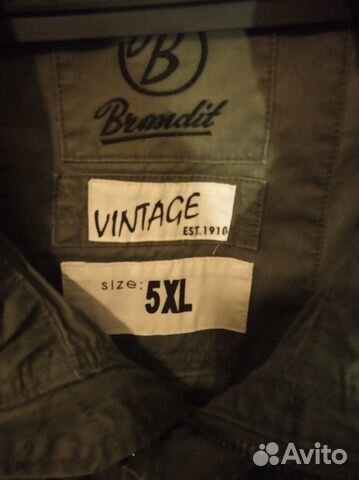 B
Brandit
VINTAGE
EST.1910
size: 5XL
Avito